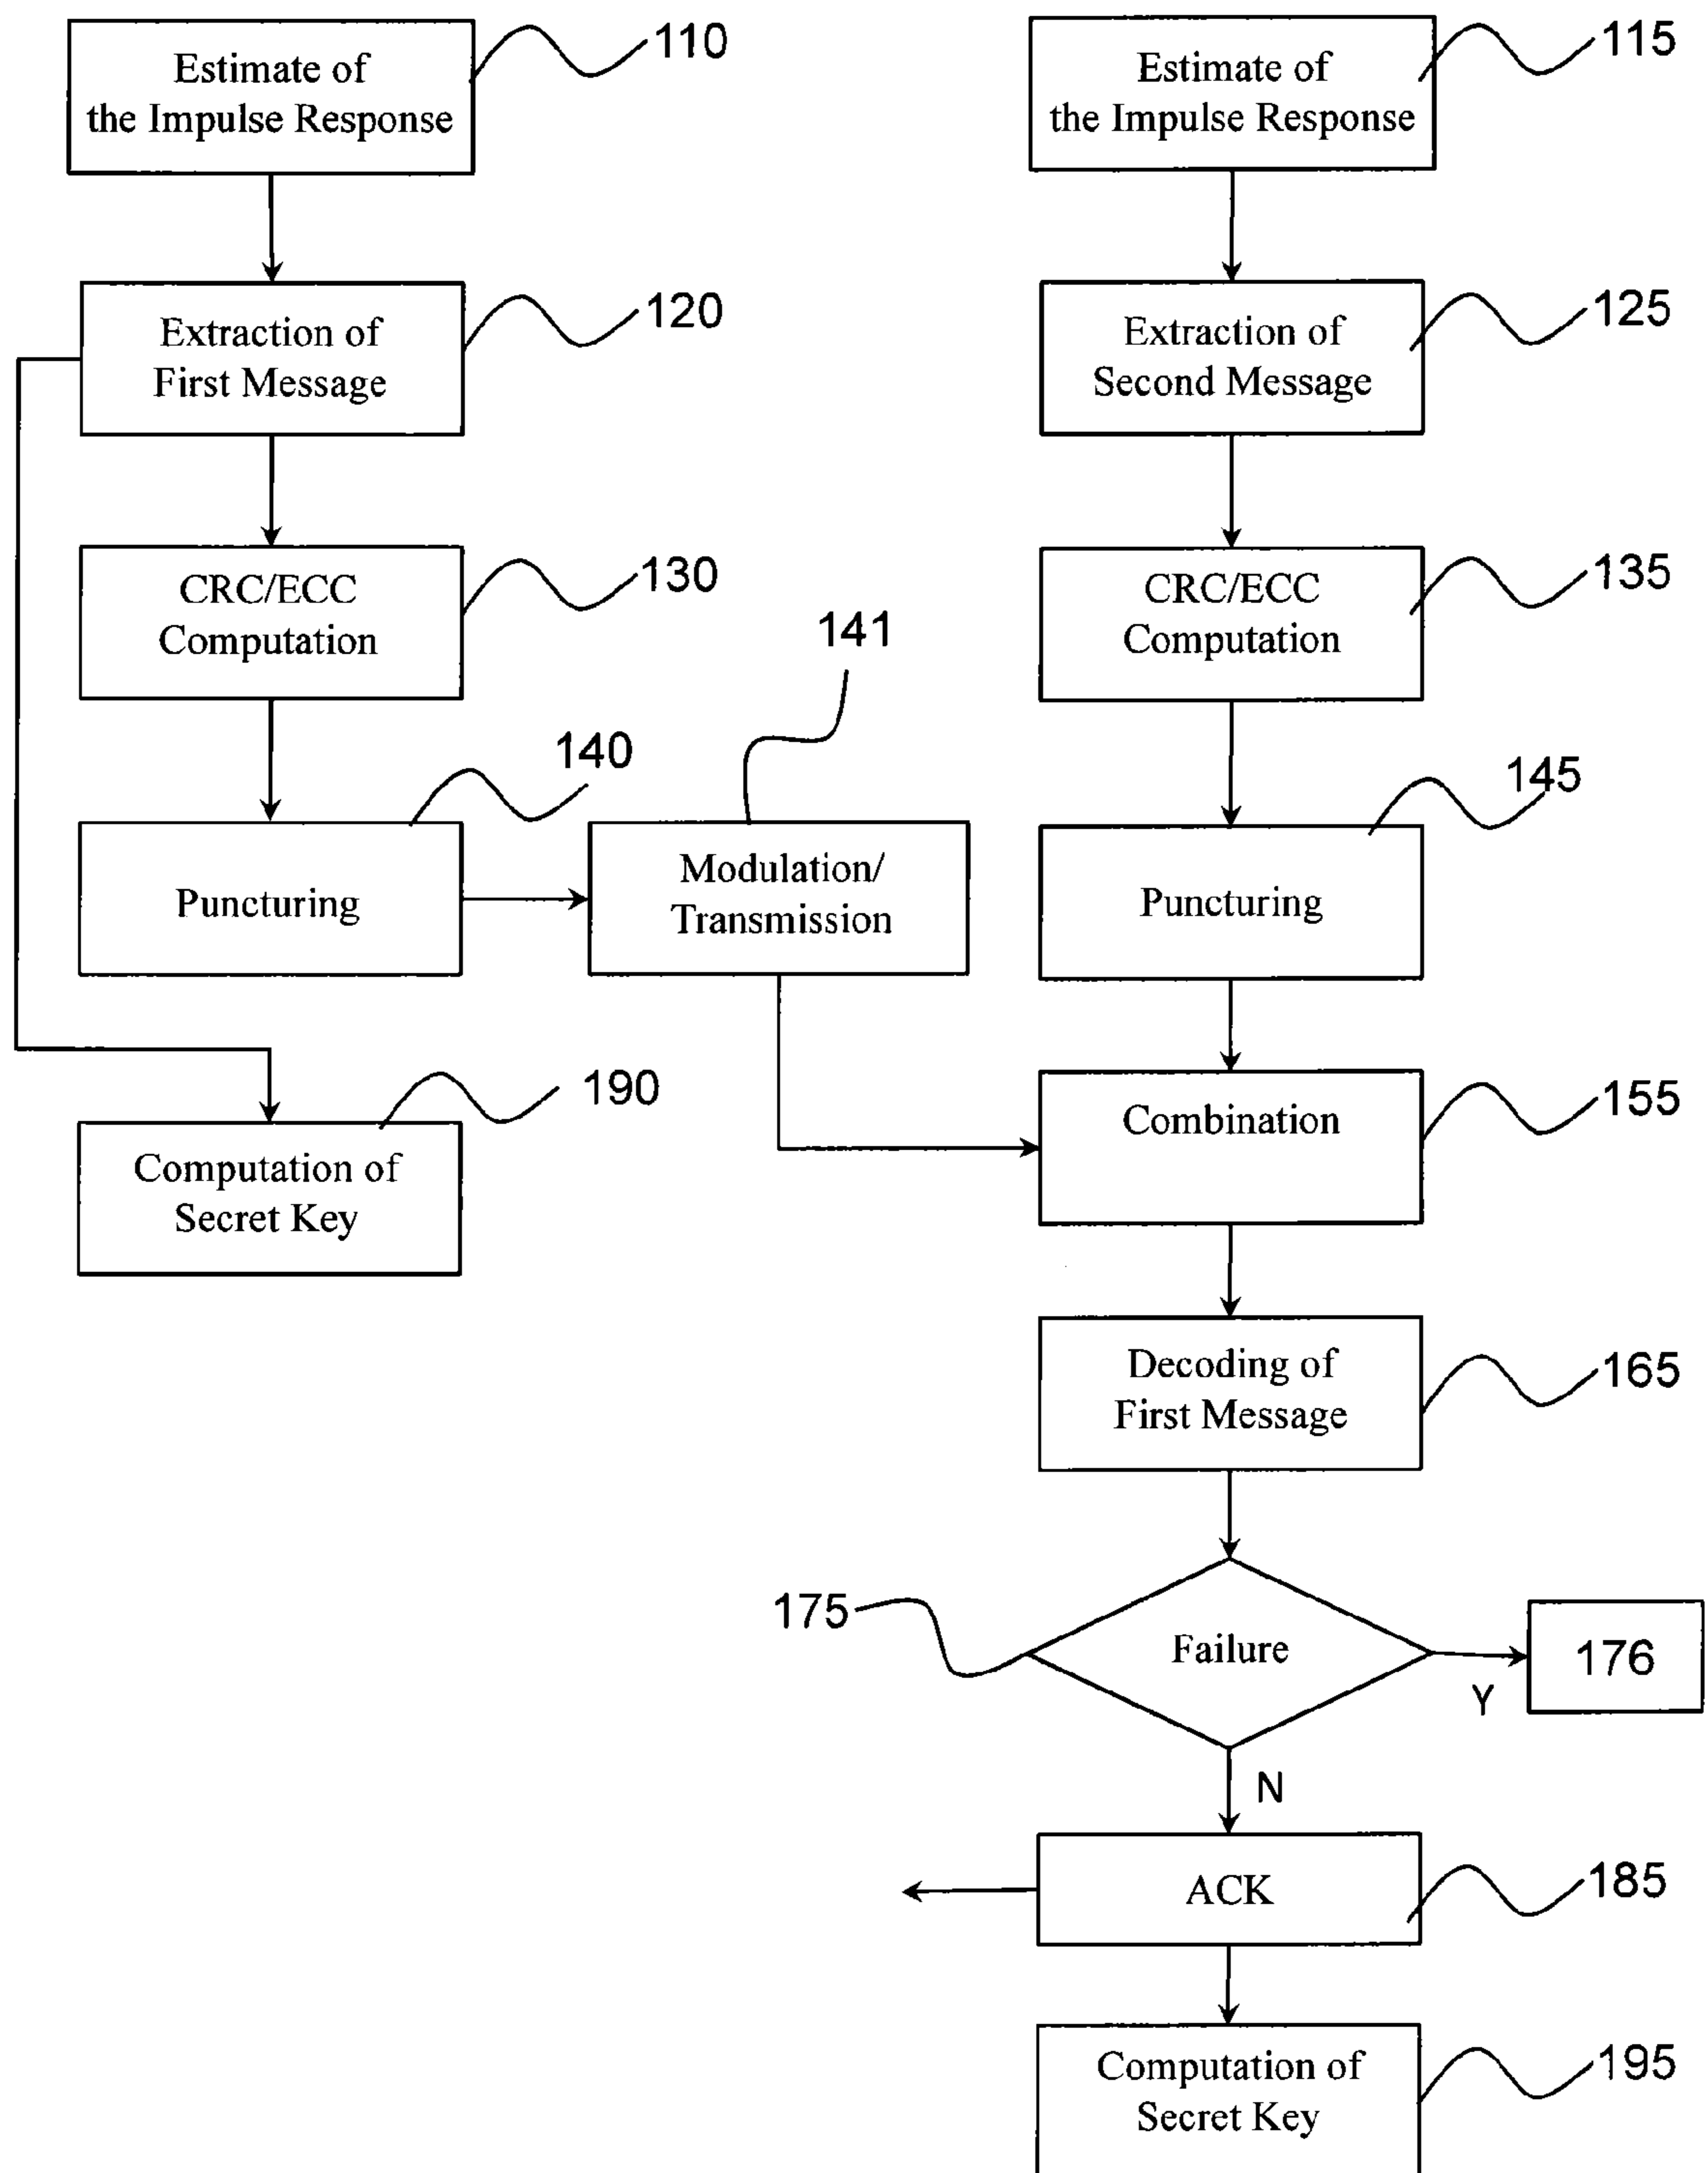 Estimate of
the Impulse Response
110
Estimate of
the Impulse Response
115
Extraction of
First Message
120
Extraction of
Second Message
125
CRC/ECC
Computation
130
CRC/ECC
Computation
135
141
140
145
Puncturing
Modulation/
Transmission
Puncturing
190
Computation of
Secret Key
Combination
155
Decoding of
First Message
165
175
Failure
176
Y
N
ACK
185
Computation of
Secret Key
195